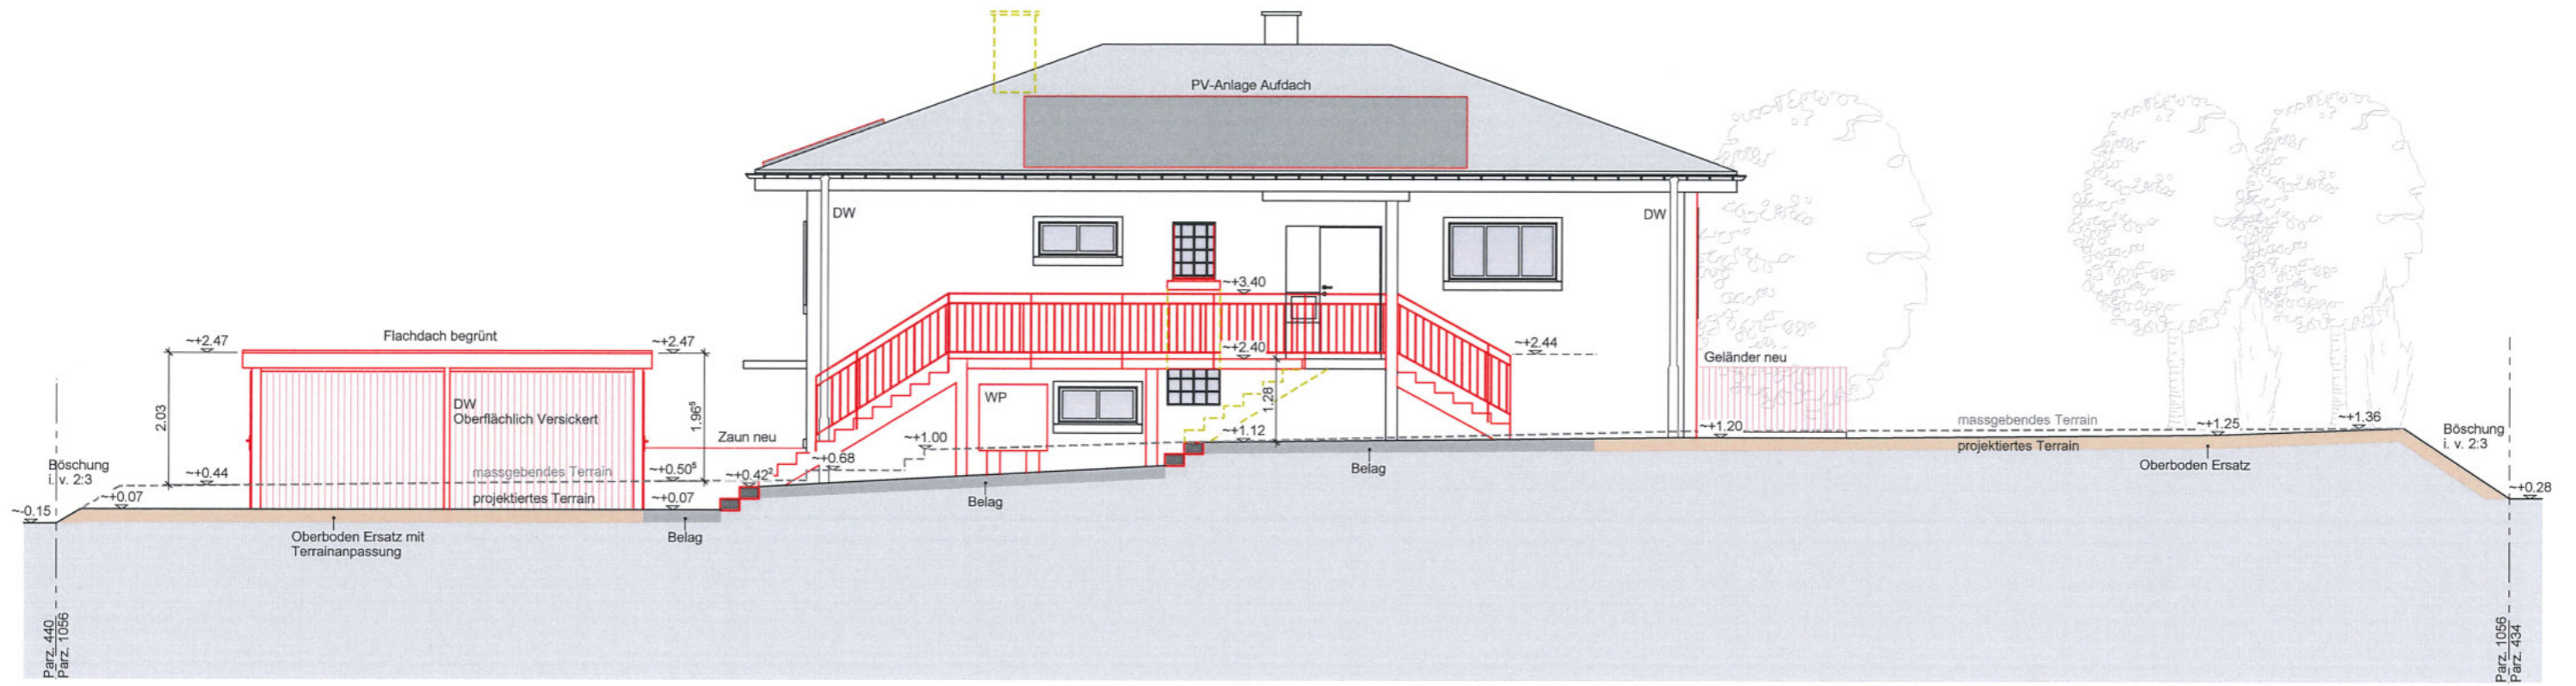 PV-Anlage Aufdach
DW
DW
~+3.40
Flachdach begrünt
~+2.47
~+2.47
~+2.40
~+2.44
Geländer neu
2.03
DW
Oberflächlich Versickert
1.96⁵
WP
1.28
massgebendes Terrain
~+1.36
~+1.25
~+1.20
~+1.12
Zaun neu
~+1.00
projektiertes Terrain
Böschung
i. v. 2:3
Böschung
i. v. 2:3
~+0.44
massgebendes Terrain
~+0.50⁵
~+0.42²
~+0.68
Belag
Oberboden Ersatz
~+0.07
projektiertes Terrain
~+0.07
Belag
~+0.28
~-0.15
Oberboden Ersatz mit
Terrainanpassung
Belag
Parz. 440
Parz. 1056
Parz. 1056
Parz. 434